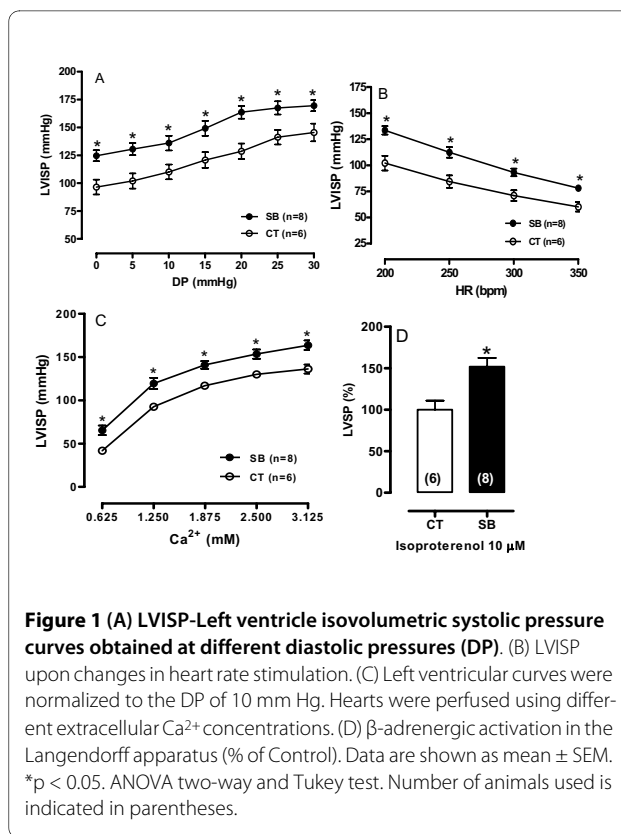 A
LVISP (mmHg)
200
175
150
125
100
75
50
* * * * * * *
SB (n=8)
CT (n=6)
0 5 10 15 20 25 30
DP (mmHg)
B
LVISP (mmHg)
175
150
125
100
75
50
25
* * * *
SB (n=8)
CT (n=6)
200 250 300 350
HR (bpm)
C
LVISP (mmHg)
200
150
100
50
0
* * * * *
SB (n=8)
CT (n=6)
0.625 1.250 1.875 2.500 3.125
Ca²⁺ (mM)
D
LVSP (%)
200
150
100
50
0
*
(6) (8)
CT SB
Isoproterenol 10 μM
Figure 1 (A) LVISP-Left ventricle isovolumetric systolic pressure
curves obtained at different diastolic pressures (DP). (B) LVISP
upon changes in heart rate stimulation. (C) Left ventricular curves were
normalized to the DP of 10 mm Hg. Hearts were perfused using differ-
ent extracellular Ca²⁺ concentrations. (D) β-adrenergic activation in the
Langendorff apparatus (% of Control). Data are shown as mean ± SEM.
*p < 0.05. ANOVA two-way and Tukey test. Number of animals used is
indicated in parentheses.